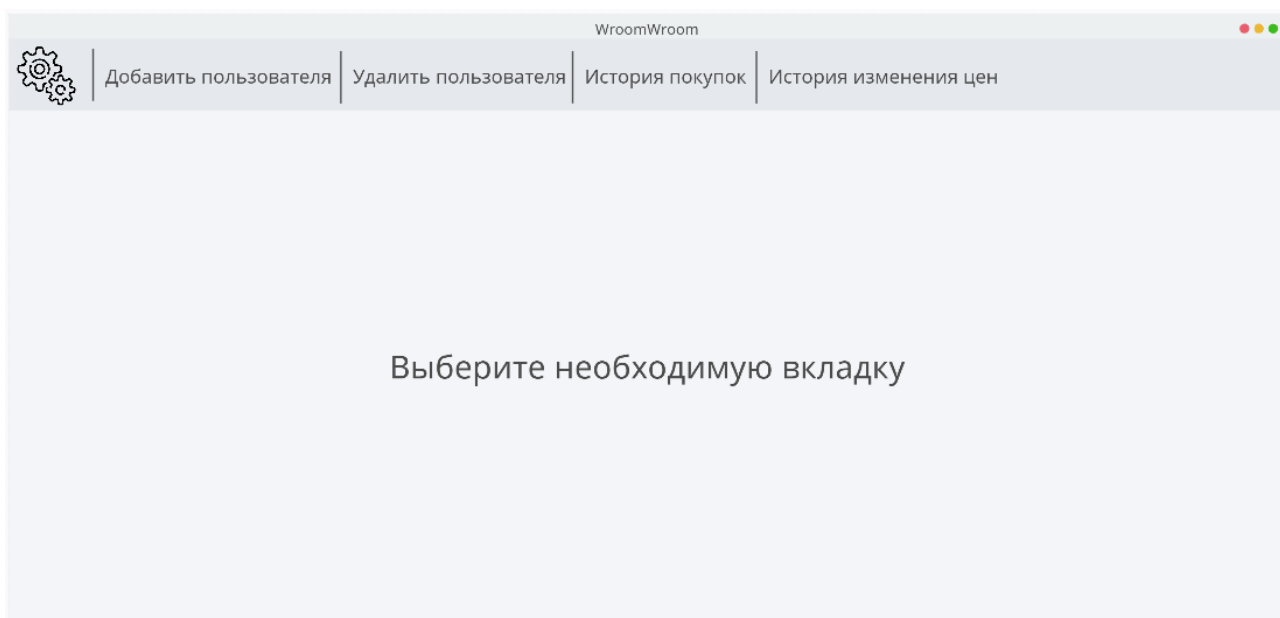 WroomWroom
Добавить пользователя
Удалить пользователя
История покупок
История изменения цен
Выберите необходимую вкладку